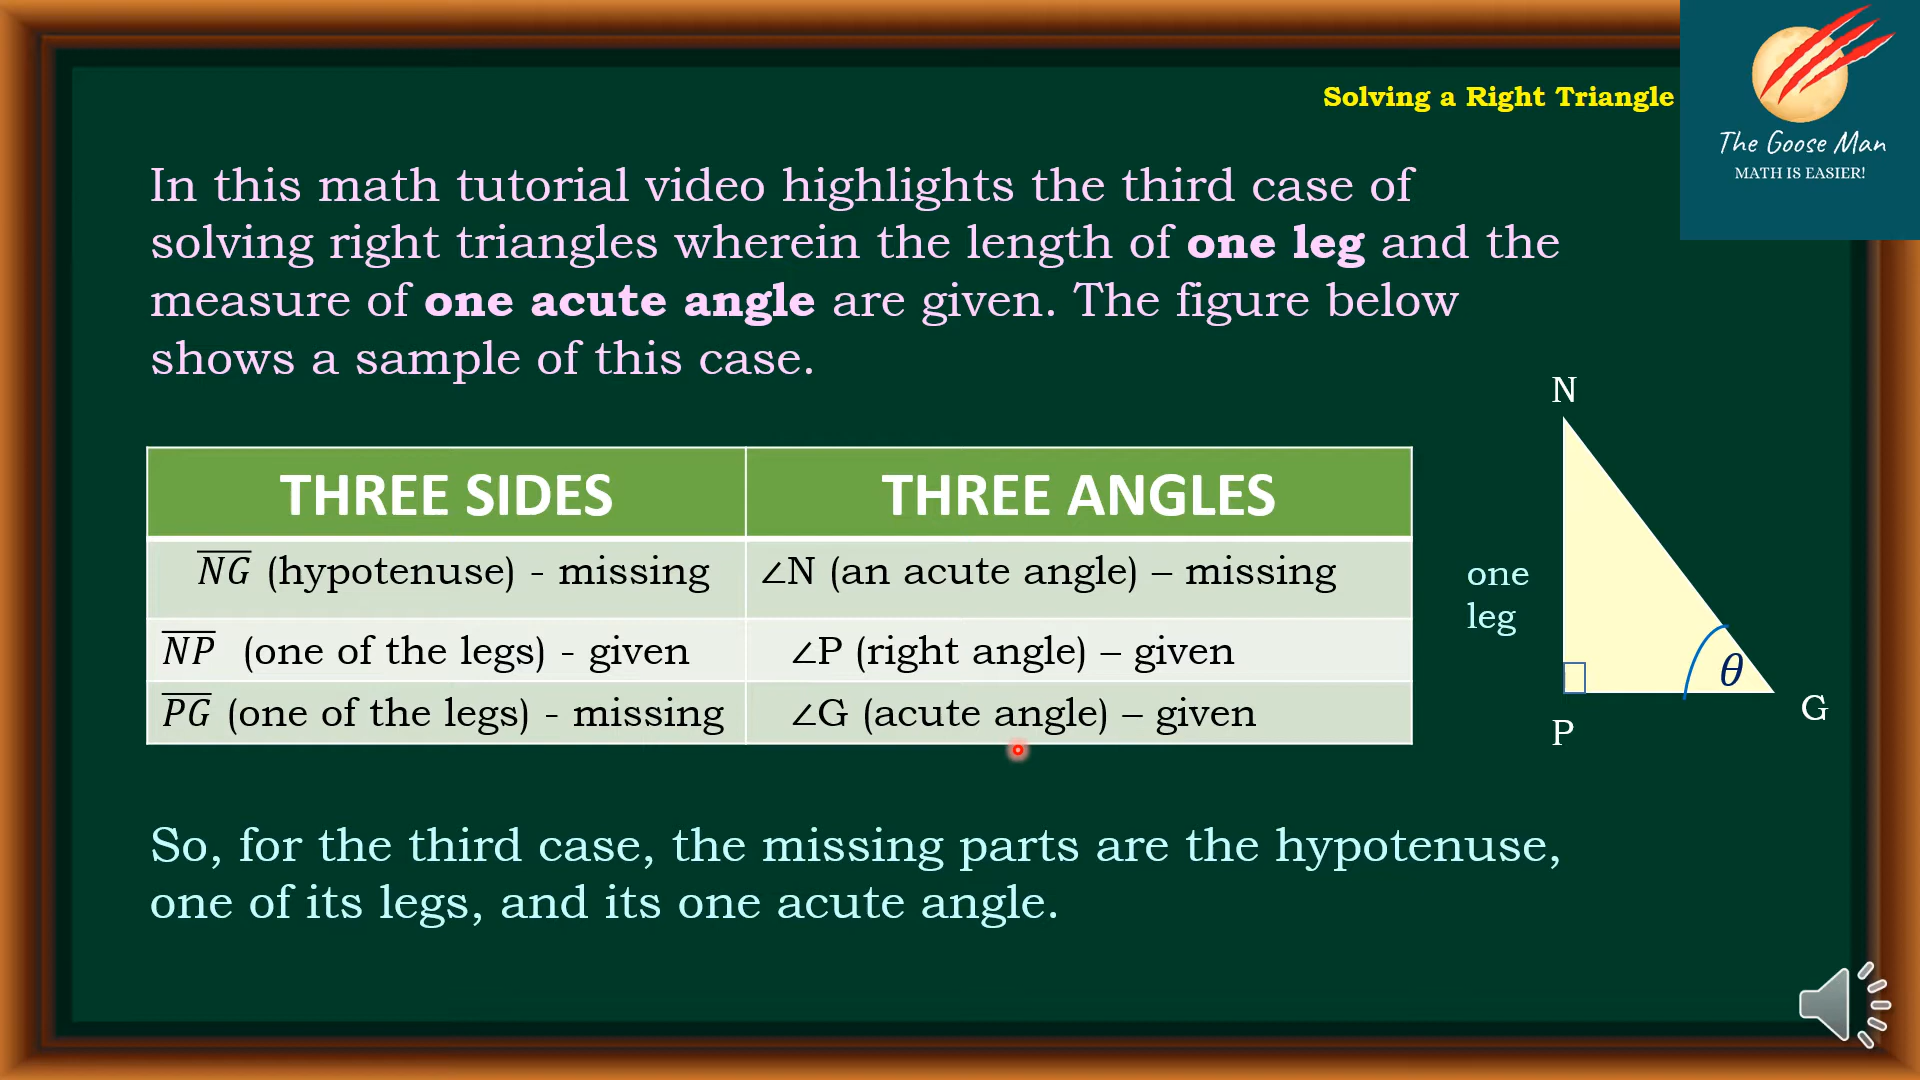 Solving a Right Triangle
The Goose Man
MATH IS EASIER!
In this math tutorial video highlights the third case of
solving right triangles wherein the length of one leg and the
measure of one acute angle are given. The figure below
shows a sample of this case.
THREE SIDES THREE ANGLES
N̅G̅ (hypotenuse) - missing ∠N (an acute angle) – missing
N̅P̅ (one of the legs) - given ∠P (right angle) – given
P̅G̅ (one of the legs) - missing ∠G (acute angle) – given
N
one
leg
θ
G
P
So, for the third case, the missing parts are the hypotenuse,
one of its legs, and its one acute angle.